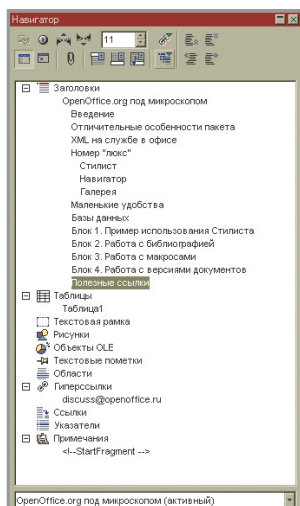 Навигатор
11
Заголовки
OpenOffice.org под микроскопом
Введение
Отличительные особенности пакета
XML на службе в офисе
Номер "люкс"
Стилист
Навигатор
Галерея
Маленькие удобства
Базы данных
Блок 1. Пример использования Стилиста
Блок 2. Работа с библиографией
Блок 3. Работа с макросами
Блок 4. Работа с версиями документов
Полезные ссылки
Таблицы
Таблица1
Текстовая рамка
Рисунки
Объекты OLE
Текстовые пометки
Области
Гиперссылки
discuss@openoffice.ru
Ссылки
Указатели
Примечания
<!--StartFragment -->
OpenOffice.org под микроскопом (активный)